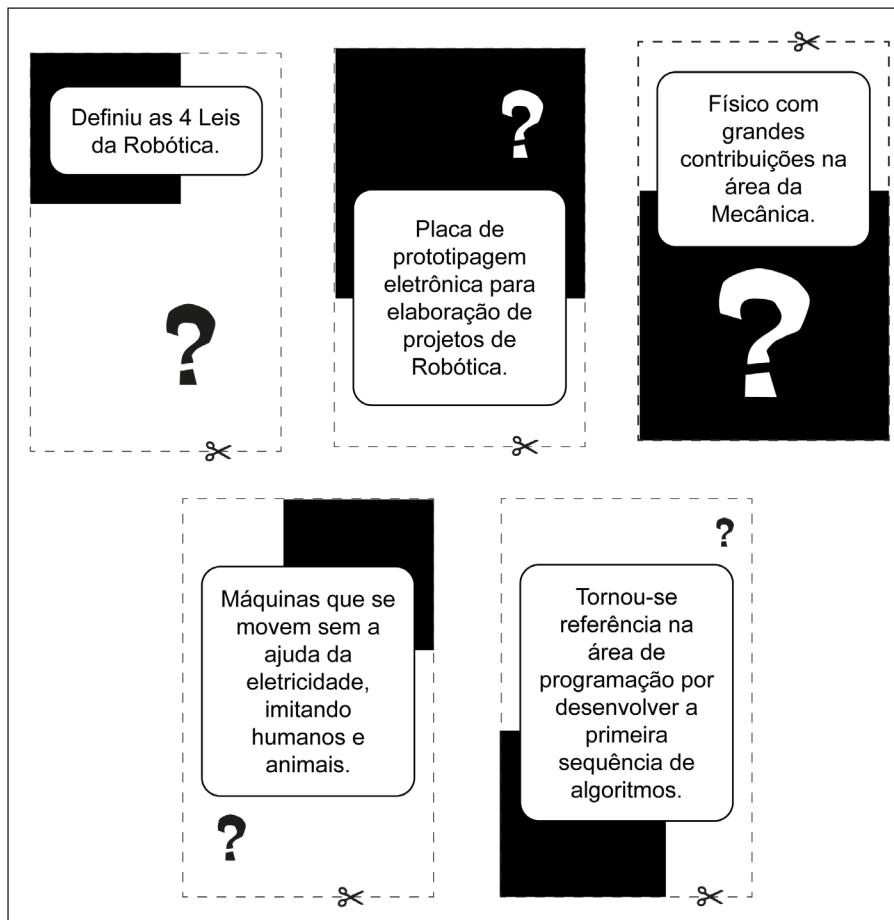 Definiu as 4 Leis
da Robótica.
?
?
Placa de
prototipagem
eletrônica para
elaboração de
projetos de
Robótica.
Físico com
grandes
contribuições na
área da
Mecânica.
?
Máquinas que se
movem sem a
ajuda da
eletricidade,
imitando
humanos e
animais.
?
?
Tornou-se
referência na
área de
programação por
desenvolver a
primeira
sequência de
algoritmos.